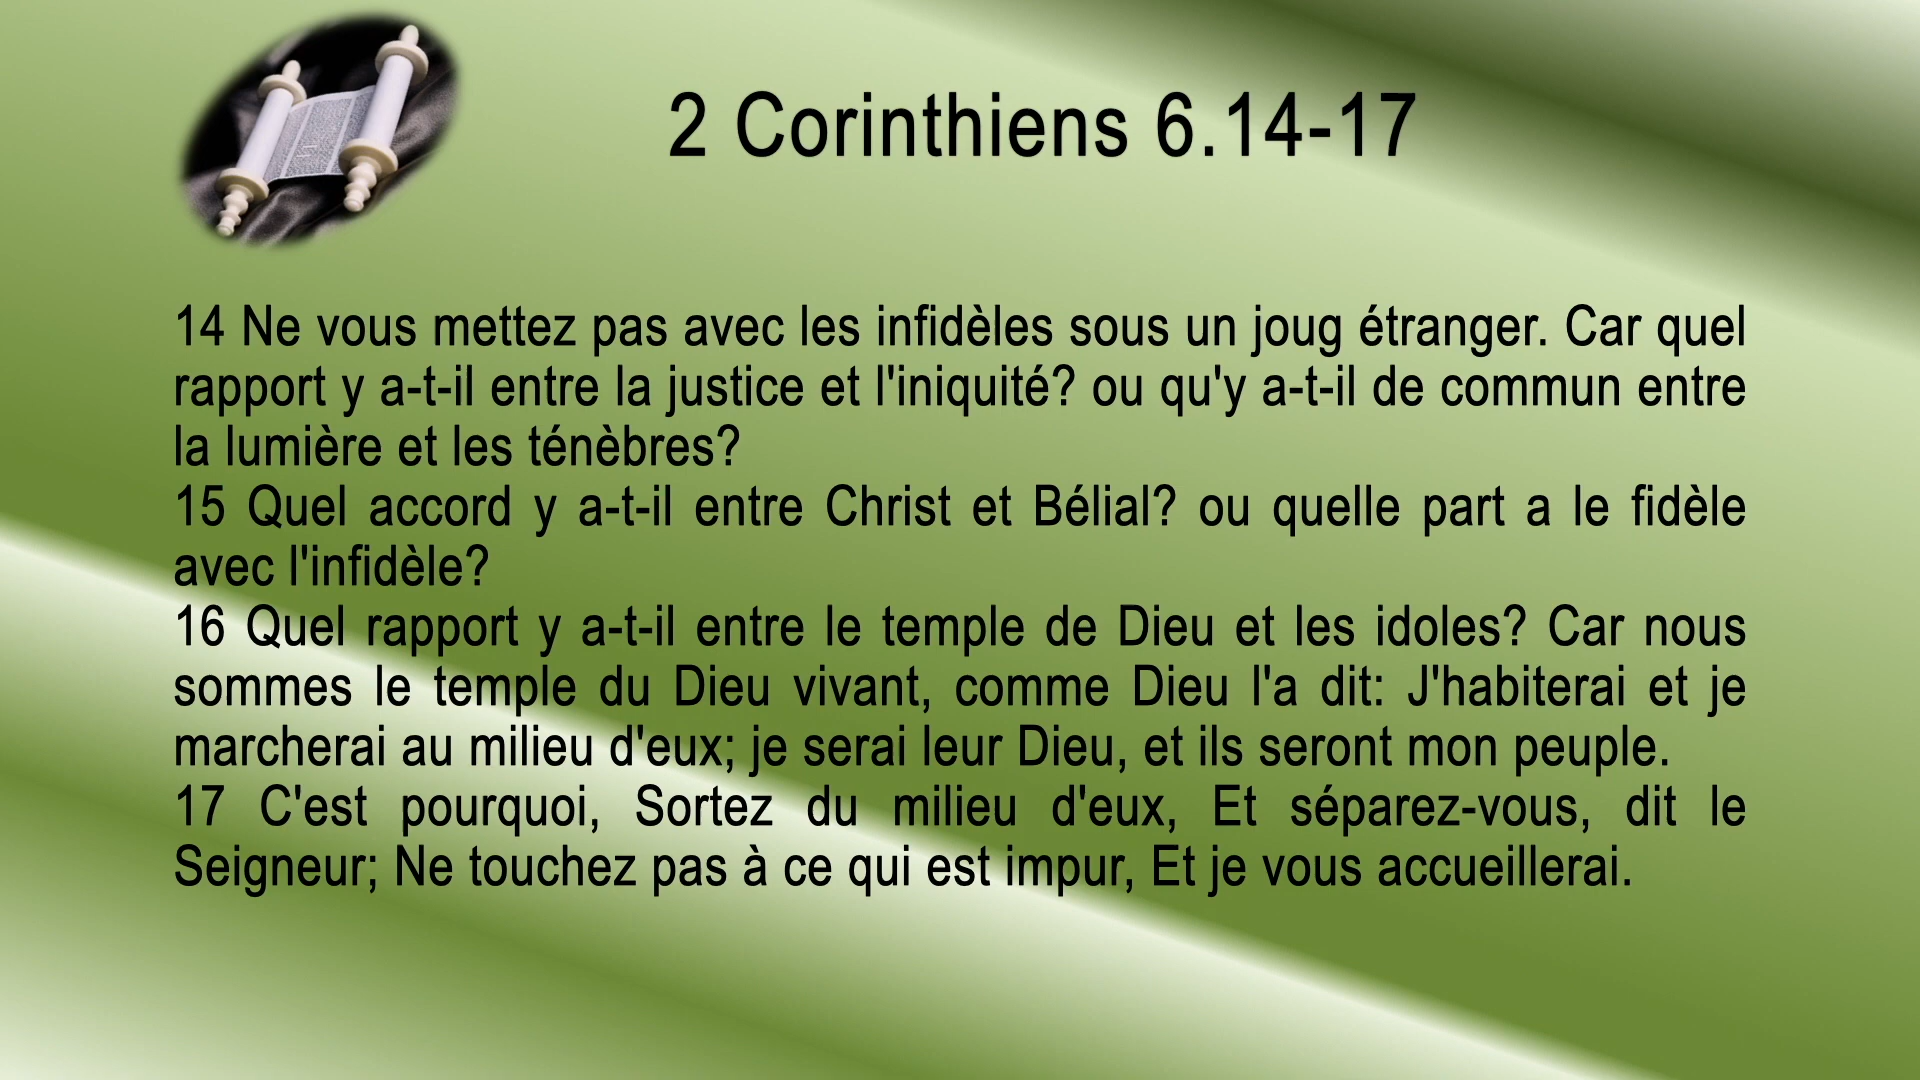 2 Corinthiens 6.14-17
14 Ne vous mettez pas avec les infidèles sous un joug étranger. Car quel
rapport y a-t-il entre la justice et l'iniquité? ou qu'y a-t-il de commun entre
la lumière et les ténèbres?
15 Quel accord y a-t-il entre Christ et Bélial? ou quelle part a le fidèle
avec l'infidèle?
16 Quel rapport y a-t-il entre le temple de Dieu et les idoles? Car nous
sommes le temple du Dieu vivant, comme Dieu l'a dit: J'habiterai et je
marcherai au milieu d'eux; je serai leur Dieu, et ils seront mon peuple.
17 C'est pourquoi, Sortez du milieu d'eux, Et séparez-vous, dit le
Seigneur; Ne touchez pas à ce qui est impur, Et je vous accueillerai.